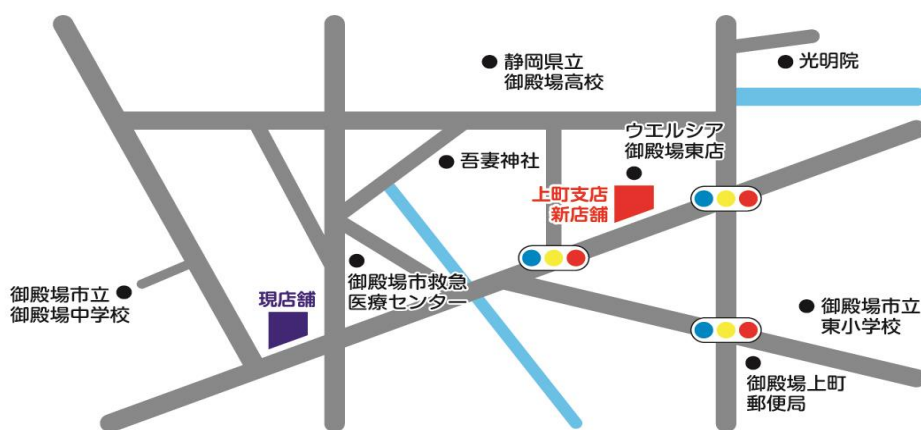 静岡県立
御殿場高校
光明院
ウエルシア
御殿場東店
吾妻神社
上町支店
新店舗
御殿場市救急
医療センター
御殿場市立
御殿場中学校
現店舗
御殿場市立
東小学校
御殿場上町
郵便局